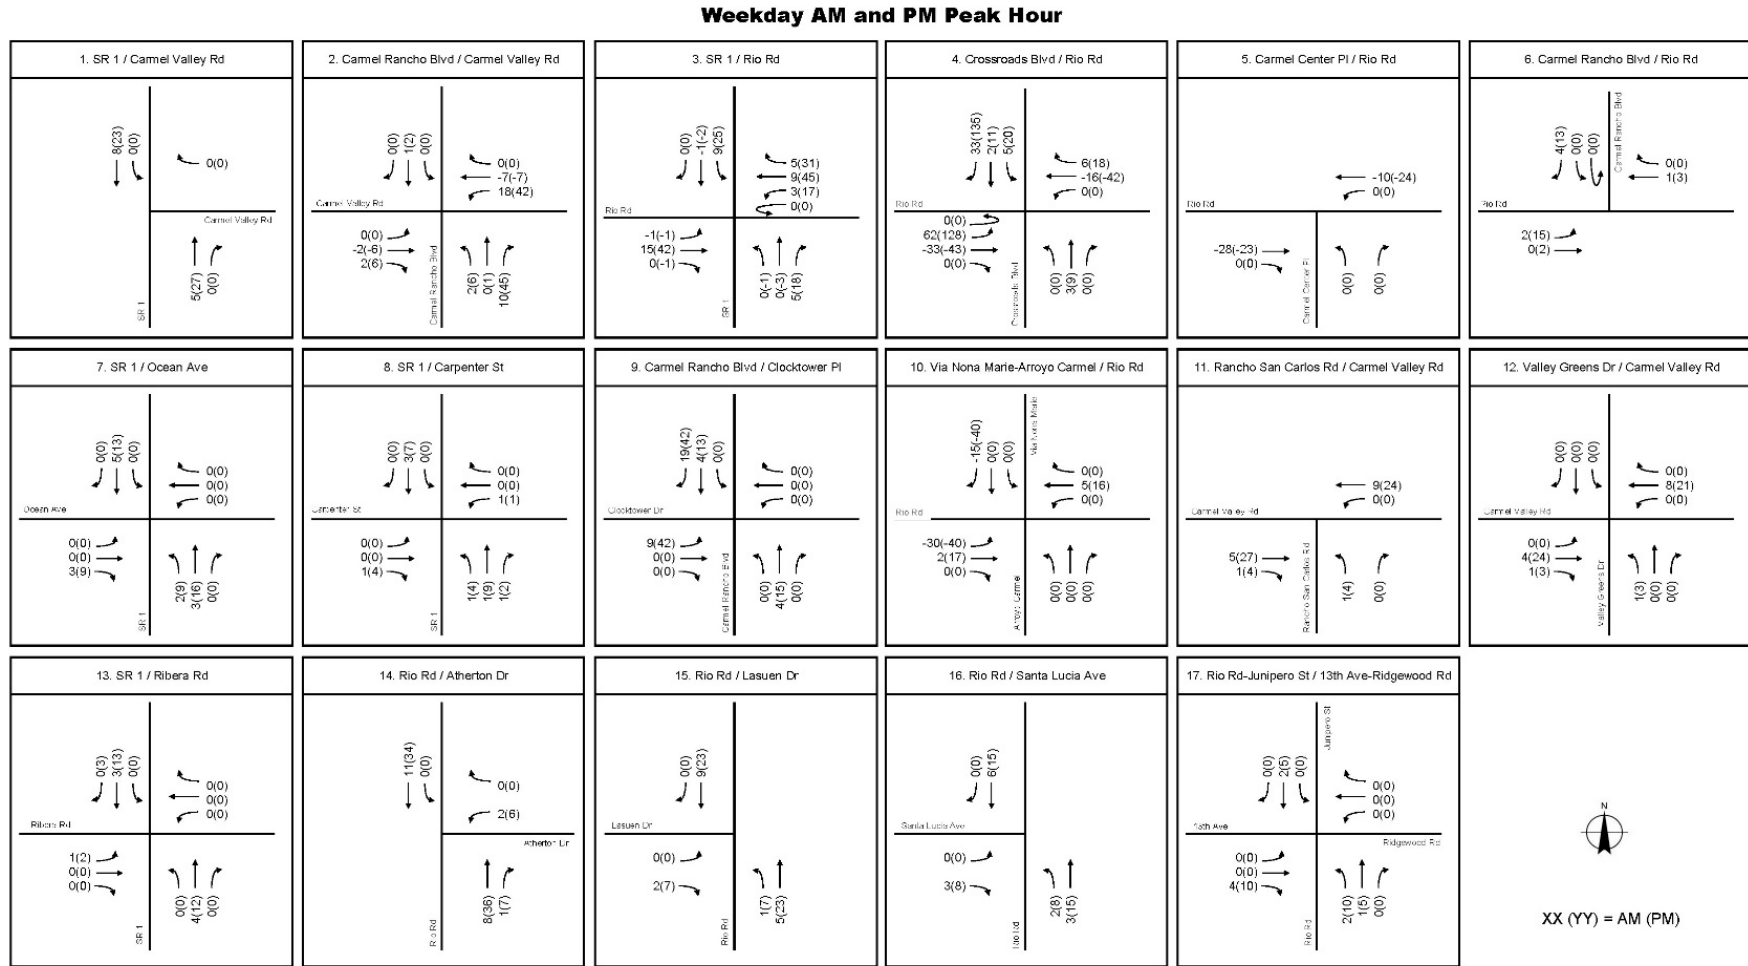 Weekday AM and PM Peak Hour
1. SR 1 / Carmel Valley Rd
8(23)
0(0)
0(0)
Carmel Valley Rd
5(27)
0(0)
SR 1
2. Carmel Rancho Blvd / Carmel Valley Rd
0(0)
1(2)
0(0)
0(0)
-7(-7)
18(42)
Carmel Valley Rd
0(0)
-2(-6)
2(6)
Carmel Rancho Blvd
2(6)
0(1)
10(45)
3. SR 1 / Rio Rd
0(0)
-1(-2)
9(25)
5(31)
9(45)
3(17)
0(0)
Rio Rd
-1(-1)
15(42)
0(-1)
SR 1
0(-1)
0(-3)
5(18)
4. Crossroads Blvd / Rio Rd
33(135)
2(11)
5(20)
6(18)
-16(-42)
0(0)
Rio Rd
0(0)
62(128)
-33(-43)
0(0)
Crossroads Blvd
0(0)
3(9)
0(0)
5. Carmel Center Pl / Rio Rd
-10(-24)
0(0)
Rio Rd
-28(-23)
0(0)
Carmel Center Pl
0(0)
0(0)
6. Carmel Rancho Blvd / Rio Rd
4(13)
0(0)
0(0)
Carmel Rancho Blvd
0(0)
1(3)
Rio Rd
2(15)
0(2)
7. SR 1 / Ocean Ave
0(0)
5(13)
0(0)
0(0)
0(0)
0(0)
Ocean Ave
0(0)
0(0)
3(9)
SR 1
2(9)
3(16)
0(0)
8. SR 1 / Carpenter St
0(0)
3(7)
0(0)
0(0)
0(0)
1(1)
Carpenter St
0(0)
0(0)
1(4)
SR 1
1(4)
1(9)
1(2)
9. Carmel Rancho Blvd / Clocktower Pl
19(42)
4(13)
0(0)
0(0)
0(0)
0(0)
Clocktower Dr
9(42)
0(0)
0(0)
Carmel Rancho Blvd
0(0)
4(15)
0(0)
10. Via Nona Marie-Arroyo Carmel / Rio Rd
-15(-40)
0(0)
0(0)
Via Nona Marie
0(0)
5(16)
0(0)
Rio Rd
-30(-40)
2(17)
0(0)
Arroyo Carmel
0(0)
0(0)
0(0)
11. Rancho San Carlos Rd / Carmel Valley Rd
9(24)
0(0)
Carmel Valley Rd
5(27)
1(4)
Rancho San Carlos Rd
1(4)
0(0)
12. Valley Greens Dr / Carmel Valley Rd
0(0)
0(0)
0(0)
0(0)
8(21)
0(0)
Carmel Valley Rd
0(0)
4(24)
1(3)
Valley Greens Dr
1(3)
0(0)
0(0)
13. SR 1 / Ribera Rd
0(3)
3(13)
0(0)
0(0)
0(0)
0(0)
Ribera Rd
1(2)
0(0)
0(0)
SR 1
0(0)
4(12)
0(0)
14. Rio Rd / Atherton Dr
11(34)
0(0)
0(0)
2(6)
Atherton Dr
Rio Rd
8(36)
1(7)
15. Rio Rd / Lasuen Dr
0(0)
9(23)
Lasuen Dr
0(0)
2(7)
Rio Rd
1(7)
5(23)
16. Rio Rd / Santa Lucia Ave
0(0)
6(15)
Santa Lucia Ave
0(0)
3(8)
Rio Rd
2(8)
3(15)
17. Rio Rd-Junipero St / 13th Ave-Ridgewood Rd
0(0)
2(5)
0(0)
Junipero St
0(0)
0(0)
0(0)
13th Ave
Ridgewood Rd
0(0)
0(0)
4(10)
Rio Rd
2(10)
1(5)
0(0)
N
XX (YY) = AM (PM)